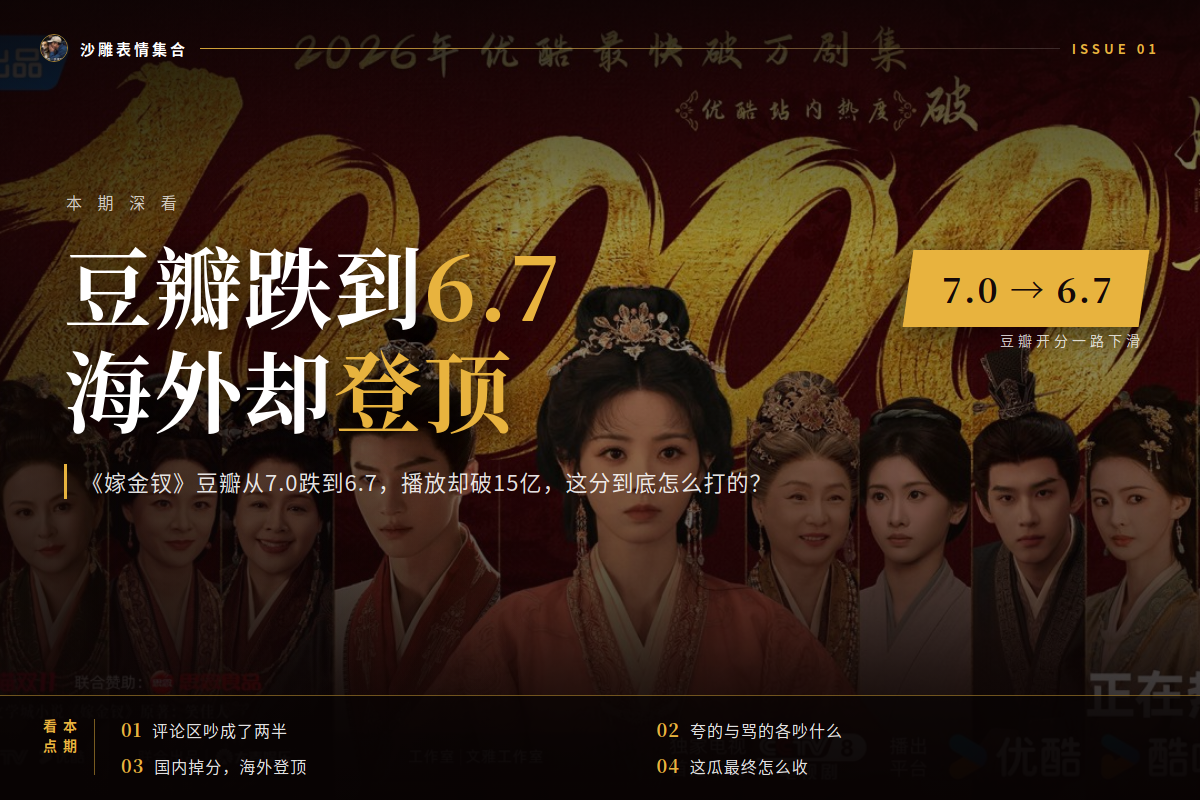 沙雕表情集合
ISSUE 01
出品
2026年优酷最快破万剧集
优酷站内热度破
10000
本期深看
豆瓣跌到6.7
海外却登顶
7.0→6.7
豆瓣开分一路下滑
《嫁金钗》豆瓣从7.0跌到6.7，播放却破15亿，这分到底怎么打的？
联合赞助：
正在
本期看点
01 评论区吵成了两半
02 夸的与骂的各吵什么
03 国内掉分，海外登顶
04 这瓜最终怎么收
播出平台
优酷
酷